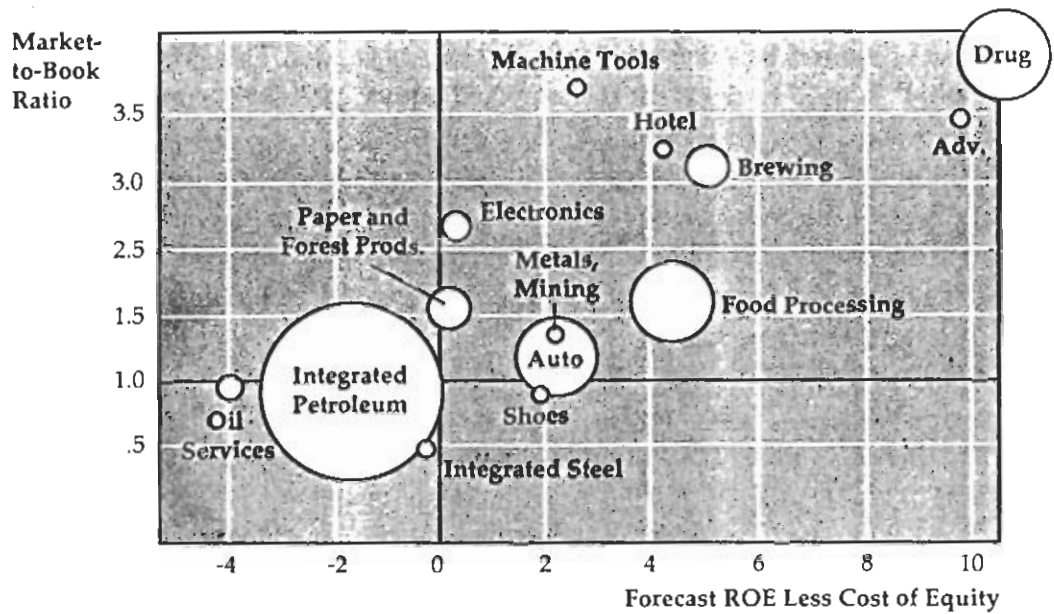 Market-
to-Book
Ratio
Drug
Machine Tools
3.5
Hotel
Adv.
Brewing
3.0
Paper and
Forest Prods.
Electronics
2.5
Metals,
Mining
Food Processing
1.5
Auto
Integrated
Petroleum
1.0
Oil
Services
Shoes
.5
Integrated Steel
-4
-2
0
2
4
6
8
10
Forecast ROE Less Cost of Equity